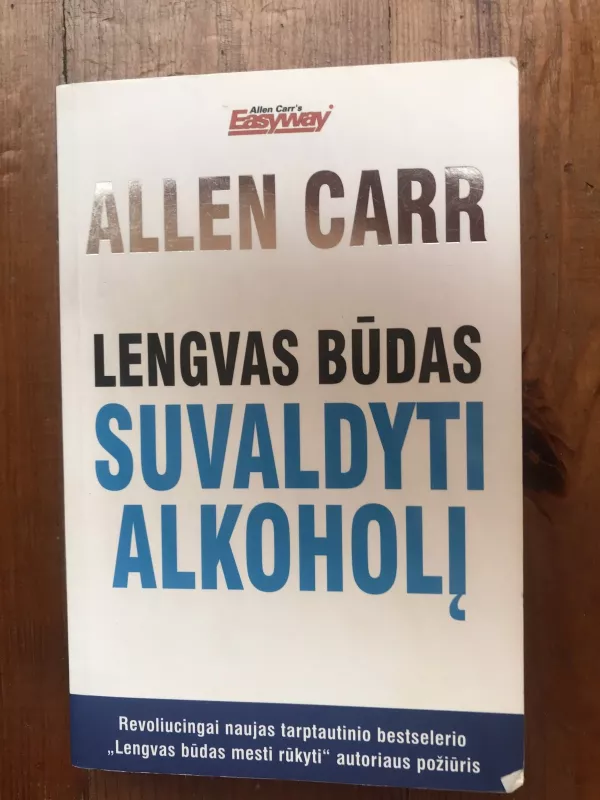 Allen Carr's
Easyway
ALLEN CARR
LENGVAS BŪDAS
SUVALDYTI
ALKOHOLĮ
Revoliucingai naujas tarptautinio bestselerio
„Lengvas būdas mesti rūkyti“ autoriaus požiūris